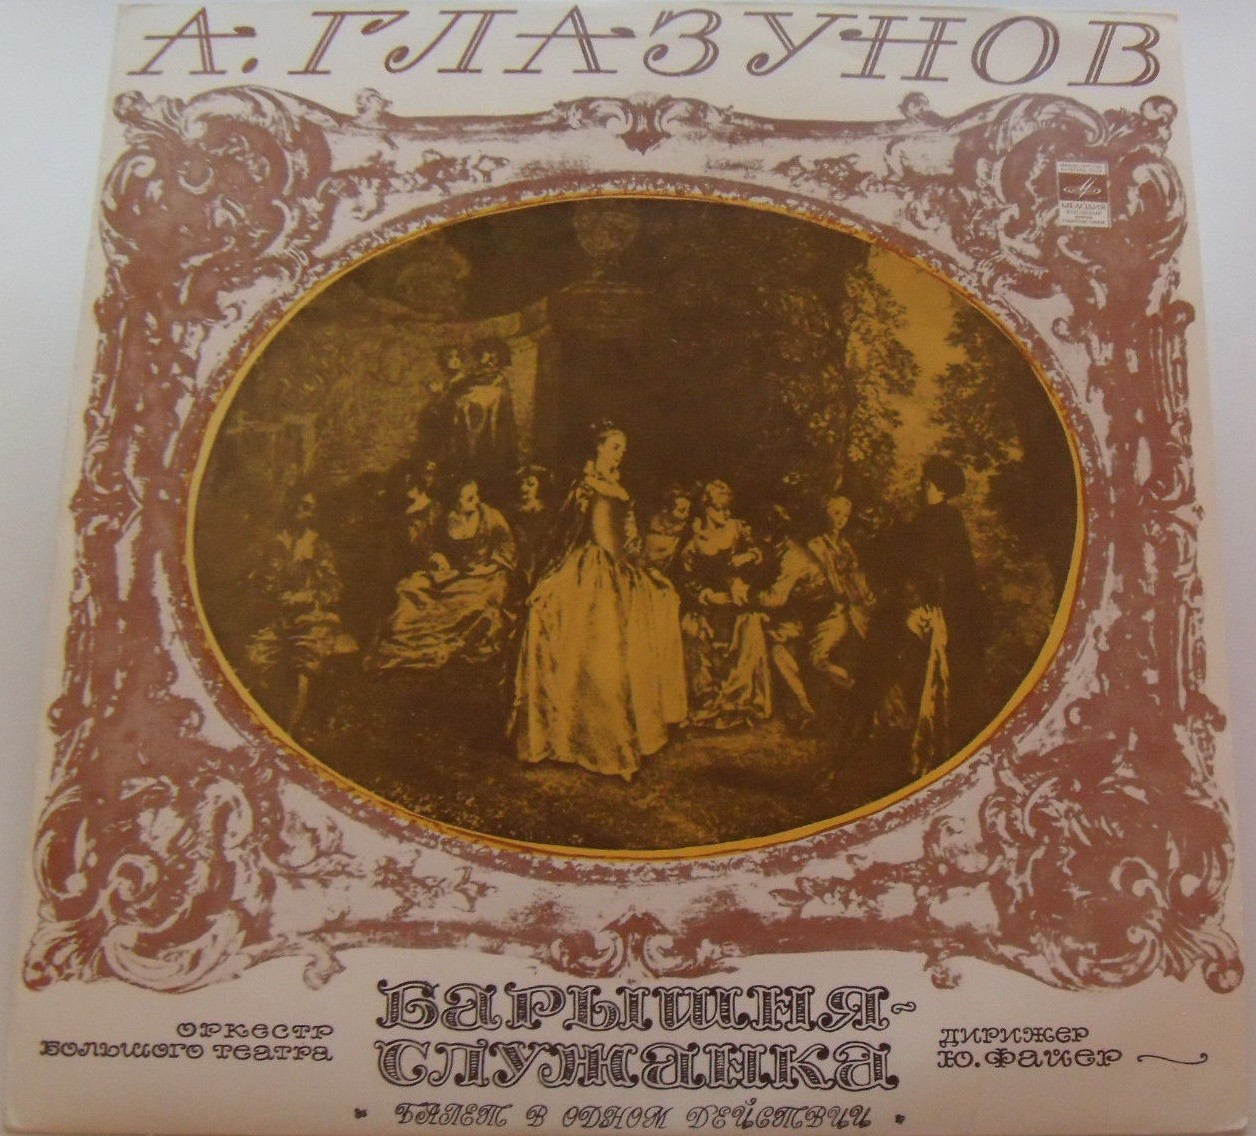 А. ГЛАЗУНОВ
МЕЛОДИЯ
БАРЫШНЯ-
СЛУЖАНКА
БАЛЕТ В ОДНОМ ДЕЙСТВИИ
ОРКЕСТР
БОЛЬШОГО ТЕАТРА
ДИРИЖЕР
Ю. ФАЙЕР